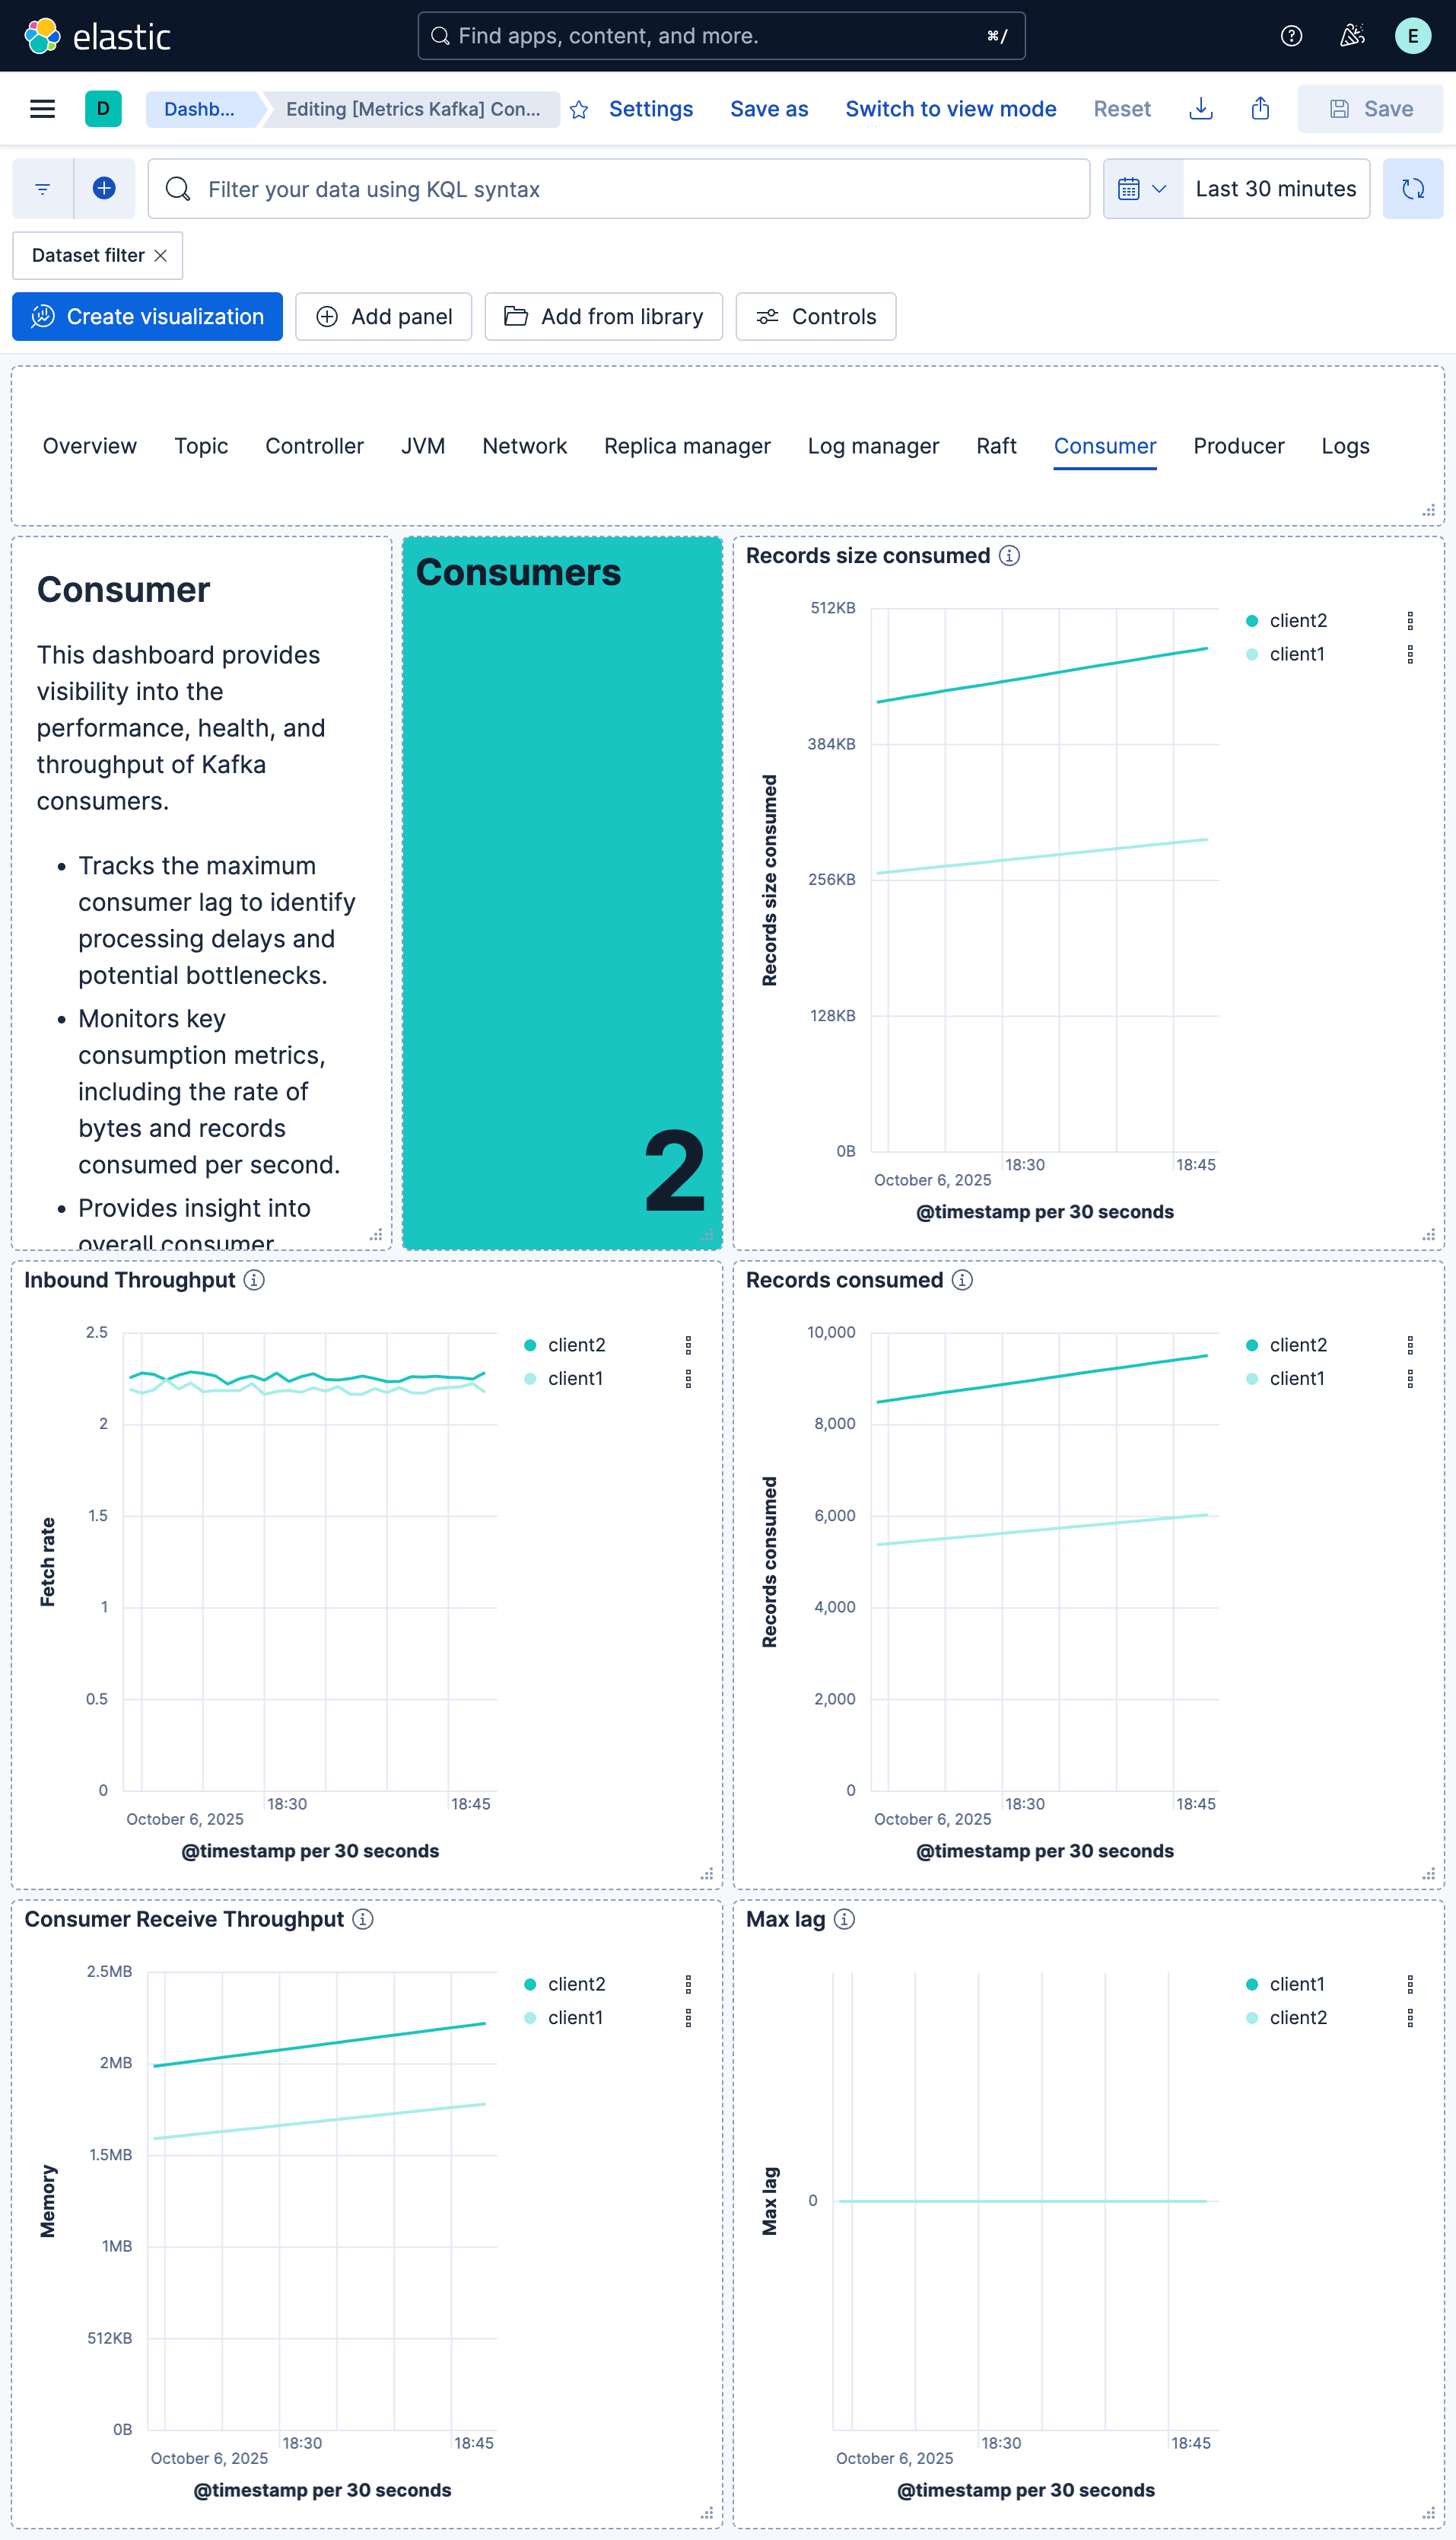 elastic
Find apps, content, and more.
⌘/
E
D
Dashb...
Editing [Metrics Kafka] Con...
Settings
Save as
Switch to view mode
Reset
Save
Filter your data using KQL syntax
Last 30 minutes
Dataset filter
Create visualization
Add panel
Add from library
Controls
Overview
Topic
Controller
JVM
Network
Replica manager
Log manager
Raft
Consumer
Producer
Logs
Consumer
This dashboard provides
visibility into the
performance, health, and
throughput of Kafka
consumers.
• Tracks the maximum
consumer lag to identify
processing delays and
potential bottlenecks.
• Monitors key
consumption metrics,
including the rate of
bytes and records
consumed per second.
• Provides insight into
overall consumer
Consumers
2
Records size consumed
512KB
384KB
256KB
128KB
0B
Records size consumed
18:30
18:45
October 6, 2025
@timestamp per 30 seconds
client2
client1
Inbound Throughput
2.5
2
1.5
1
0.5
0
Fetch rate
18:30
18:45
October 6, 2025
@timestamp per 30 seconds
client2
client1
Records consumed
10,000
8,000
6,000
4,000
2,000
0
Records consumed
18:30
18:45
October 6, 2025
@timestamp per 30 seconds
client2
client1
Consumer Receive Throughput
2.5MB
2MB
1.5MB
1MB
512KB
0B
Memory
18:30
18:45
October 6, 2025
@timestamp per 30 seconds
client2
client1
Max lag
0
Max lag
18:30
18:45
October 6, 2025
@timestamp per 30 seconds
client1
client2